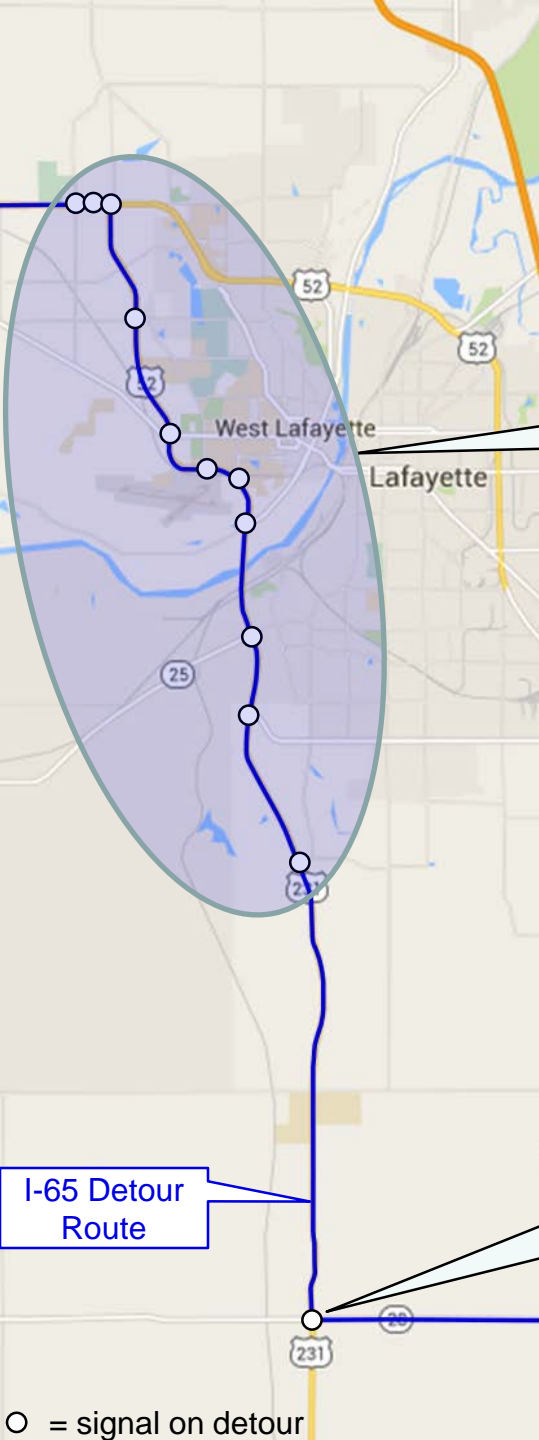 52
52
52
West Lafayette
Lafayette
25
231
I-65 Detour
Route
28
231
= signal on detour